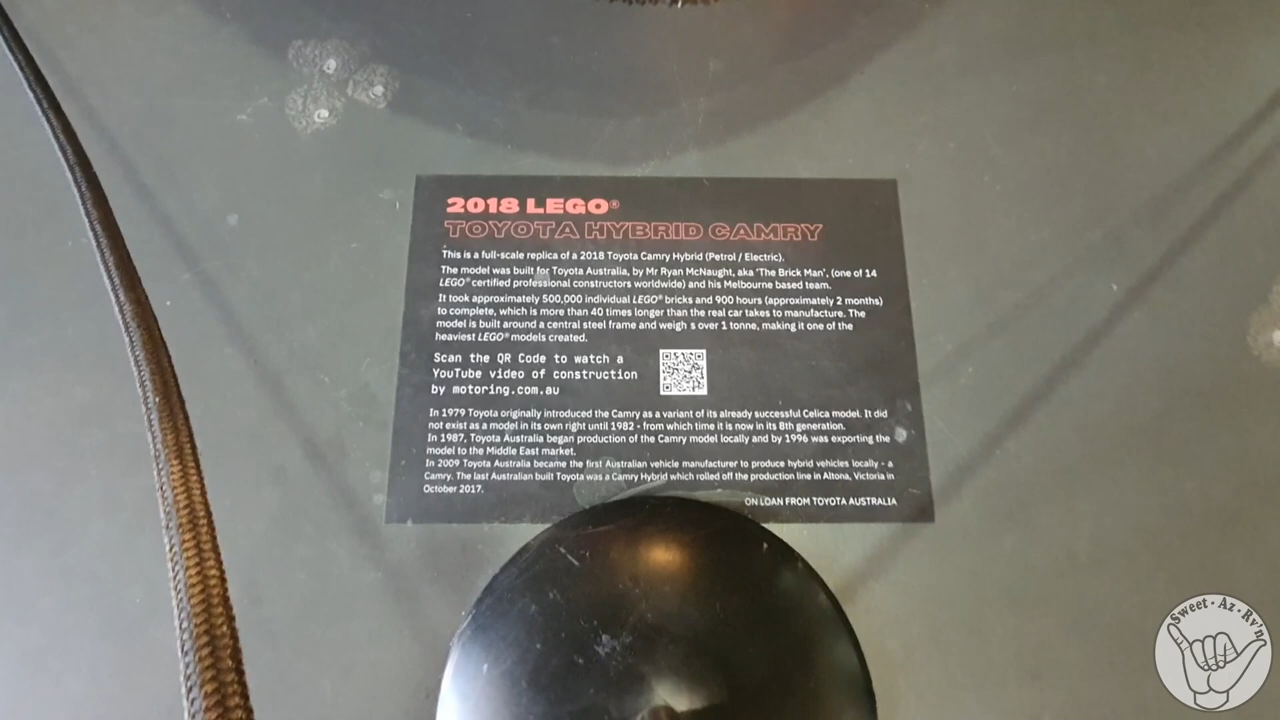 2018 LEGO®
TOYOTA HYBRID CAMRY
This is a full-scale replica of a 2018 Toyota Camry Hybrid (Petrol / Electric).
The model was built for Toyota Australia, by Mr Ryan McNaught, aka 'The Brick Man', (one of 14
LEGO® certified professional constructors worldwide) and his Melbourne based team.
It took approximately 500,000 individual LEGO® bricks and 900 hours (approximately 2 months)
to complete, which is more than 40 times longer than the real car takes to manufacture. The
model is built around a central steel frame and weigh s over 1 tonne, making it one of the
heaviest LEGO® models created.
Scan the QR Code to watch a
YouTube video of construction
by motoring.com.au
In 1979 Toyota originally introduced the Camry as a variant of its already successful Celica model. It did
not exist as a model in its own right until 1982 - from which time it is now in its 8th generation.
In 1987, Toyota Australia began production of the Camry model locally and by 1996 was exporting the
model to the Middle East market.
In 2009 Toyota Australia became the first Australian vehicle manufacturer to produce hybrid vehicles locally - a
Camry. The last Australian built Toyota was a Camry Hybrid which rolled off the production line in Altona, Victoria in
October 2017.
ON LOAN FROM TOYOTA AUSTRALIA
Sweet · Az · Rv'n